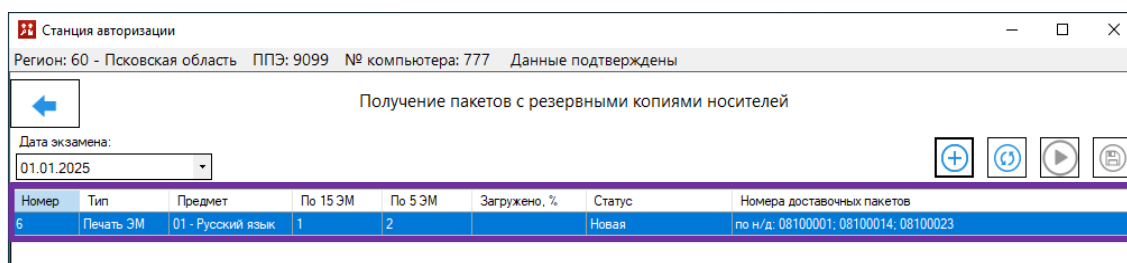 Станция авторизации
Регион: 60 - Псковская область ППЭ: 9099 № компьютера: 777 Данные подтверждены
Получение пакетов с резервными копиями носителей
Дата экзамена:
01.01.2025
Номер Тип Предмет По 15 ЭМ По 5 ЭМ Загружено, % Статус Номера доставочных пакетов
6 Печать ЭМ 01 - Русский язык 1 2 Новая по н/д: 08100001; 08100014; 08100023